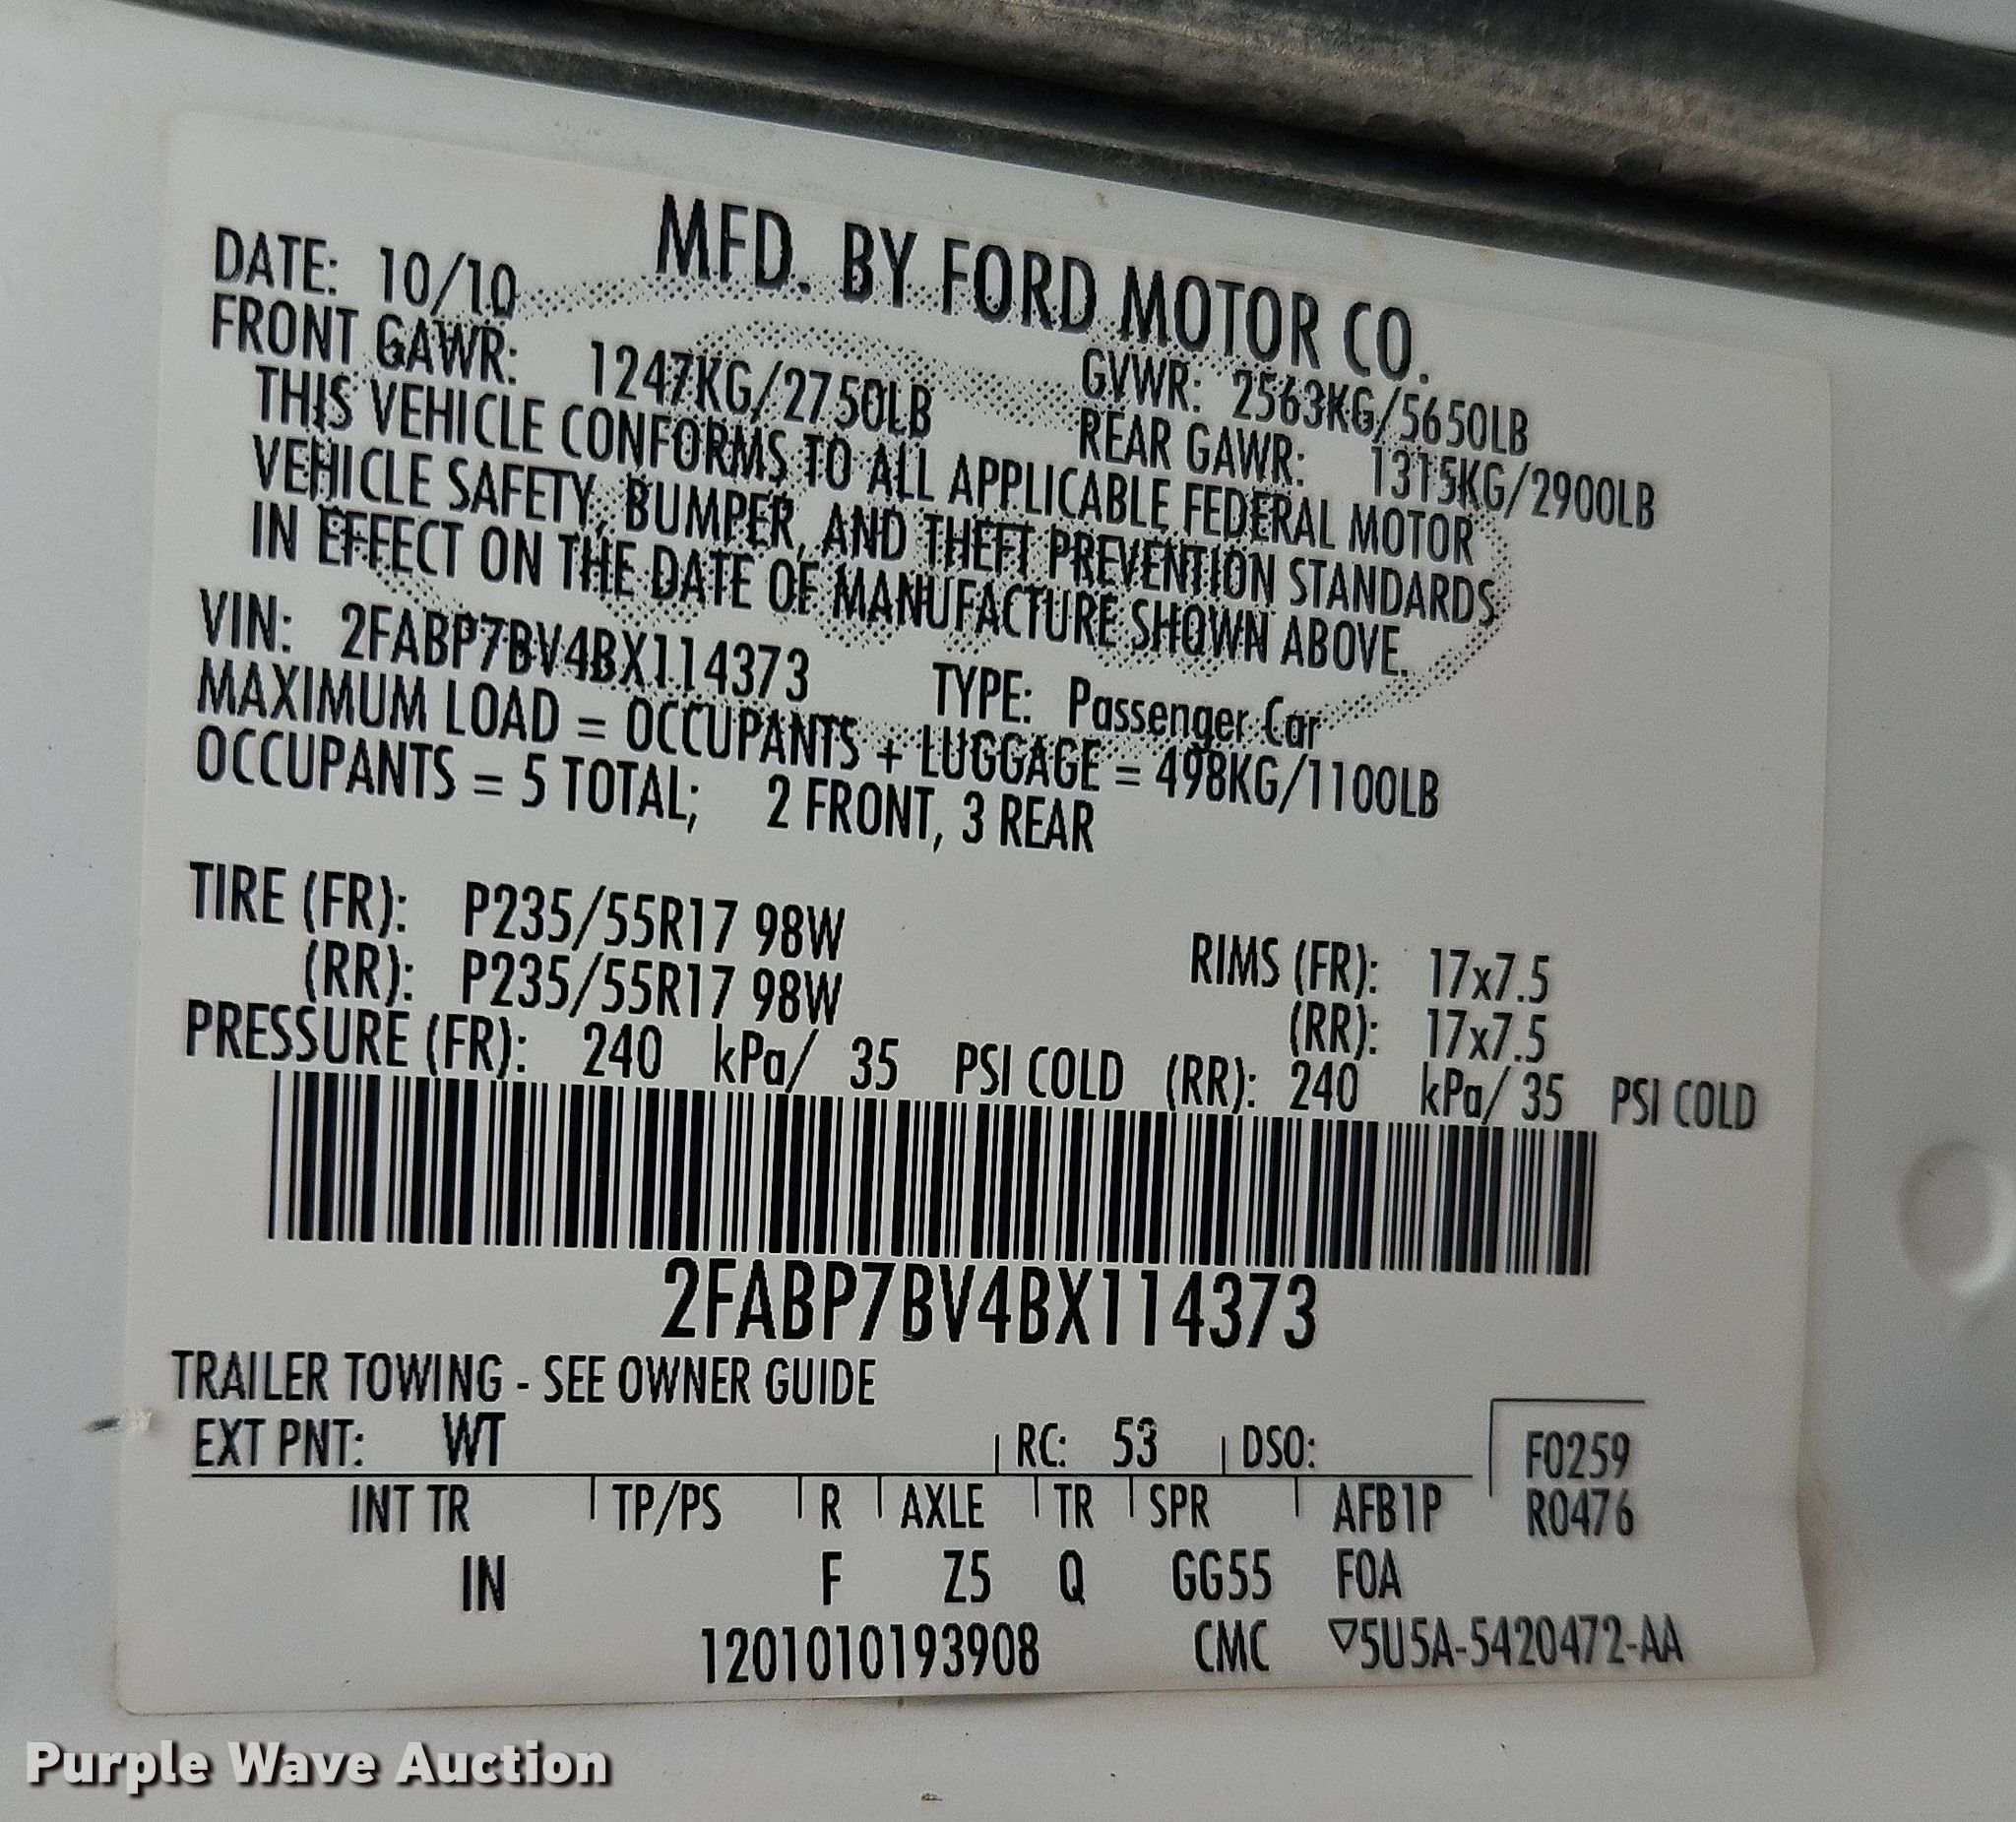 MFD. BY FORD MOTOR CO.
DATE: 10/10 GVWR: 2563KG/5650LB
FRONT GAWR: 1247KG/2750LB REAR GAWR: 1315KG/2900LB
THIS VEHICLE CONFORMS TO ALL APPLICABLE FEDERAL MOTOR
VEHICLE SAFETY, BUMPER, AND THEFT PREVENTION STANDARDS
IN EFFECT ON THE DATE OF MANUFACTURE SHOWN ABOVE.
VIN: 2FABP7BV4BX114373 TYPE: Passenger Car
MAXIMUM LOAD = OCCUPANTS + LUGGAGE = 498KG/1100LB
OCCUPANTS = 5 TOTAL; 2 FRONT, 3 REAR
TIRE (FR): P235/55R17 98W RIMS (FR): 17x7.5
(RR): P235/55R17 98W (RR): 17x7.5
PRESSURE (FR): 240 kPa/ 35 PSI COLD (RR): 240 kPa/ 35 PSI COLD
2FABP7BV4BX114373
TRAILER TOWING - SEE OWNER GUIDE
EXT PNT: WT RC: 53 DSO: F0259
INT TR TP/PS R AXLE TR SPR AFB1P R0476
IN F Z5 Q GG55 FOA
1201010193908 CMC ▽5U5A-5420472-AA
Purple Wave Auction